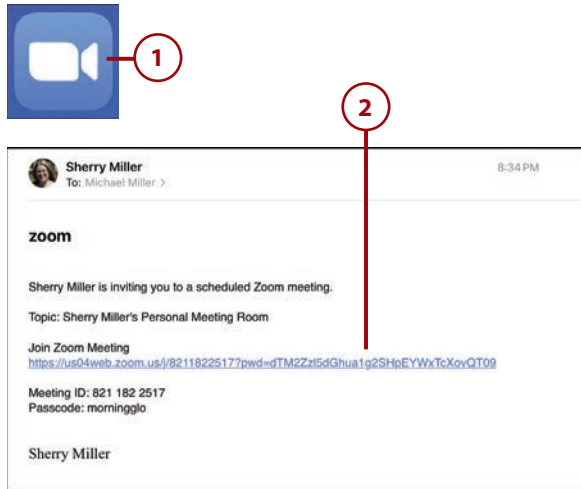 1
2
Sherry Miller
8:34 PM
To: Michael Miller >
zoom
Sherry Miller is inviting you to a scheduled Zoom meeting.
Topic: Sherry Miller's Personal Meeting Room
Join Zoom Meeting
https://us04web.zoom.us/j/8211822517?pwd=dTM2ZzI5dGhua1g2SHpEYWxTcXovQT09
Meeting ID: 821 182 2517
Passcode: morningglo
Sherry Miller